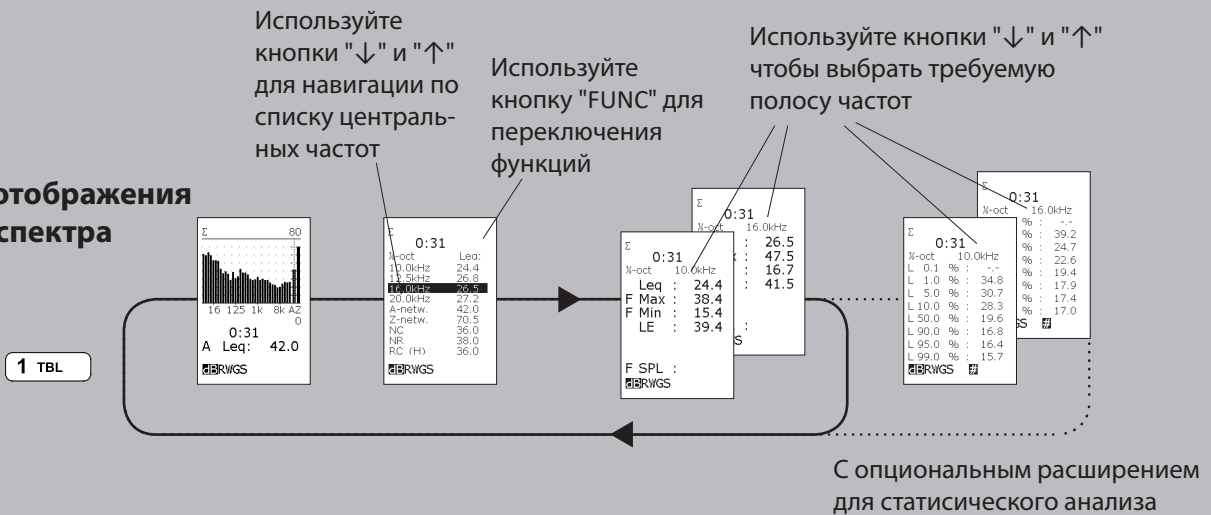 Используйте
кнопки "↓" и "↑"
для навигации по
списку централь-
ных частот
Используйте
кнопку "FUNC" для
переключения
функций
Используйте кнопки "↓" и "↑"
чтобы выбрать требуемую
полосу частот
отображения
спектра
1 TBL
Σ 80
16 125 1k 8k AZ
0
0:31
A Leq: 42.0
dBRWGS
Σ
0:31
⅓-oct Leq:
10.0kHz 24.4
12.5kHz 26.8
16.0kHz 26.5
20.0kHz 27.2
A-netw. 42.0
Z-netw. 70.5
NC 36.0
NR 38.0
RC (H) 36.0
dBRWGS
Σ
0:31
⅓-oct 16.0kHz
: 26.5
: 47.5
: 16.7
: 41.5
:
S
Σ
0:31
⅓-oct 10.0kHz
Leq : 24.4
F Max : 38.4
F Min : 15.4
LE : 39.4
F SPL :
dBRWGS
Σ
0:31
⅓-oct 16.0kHz
% : -.-
% : 39.2
% : 24.7
% : 22.6
% : 19.4
% : 17.9
% : 17.4
% : 17.0
GS #
Σ
0:31
⅓-oct 10.0kHz
L 0.1 % : -.-
L 1.0 % : 34.8
L 5.0 % : 30.7
L 10.0 % : 28.3
L 50.0 % : 19.6
L 90.0 % : 16.8
L 95.0 % : 16.4
L 99.0 % : 15.7
dBRWGS #
С опциональным расширением
для статисического анализа